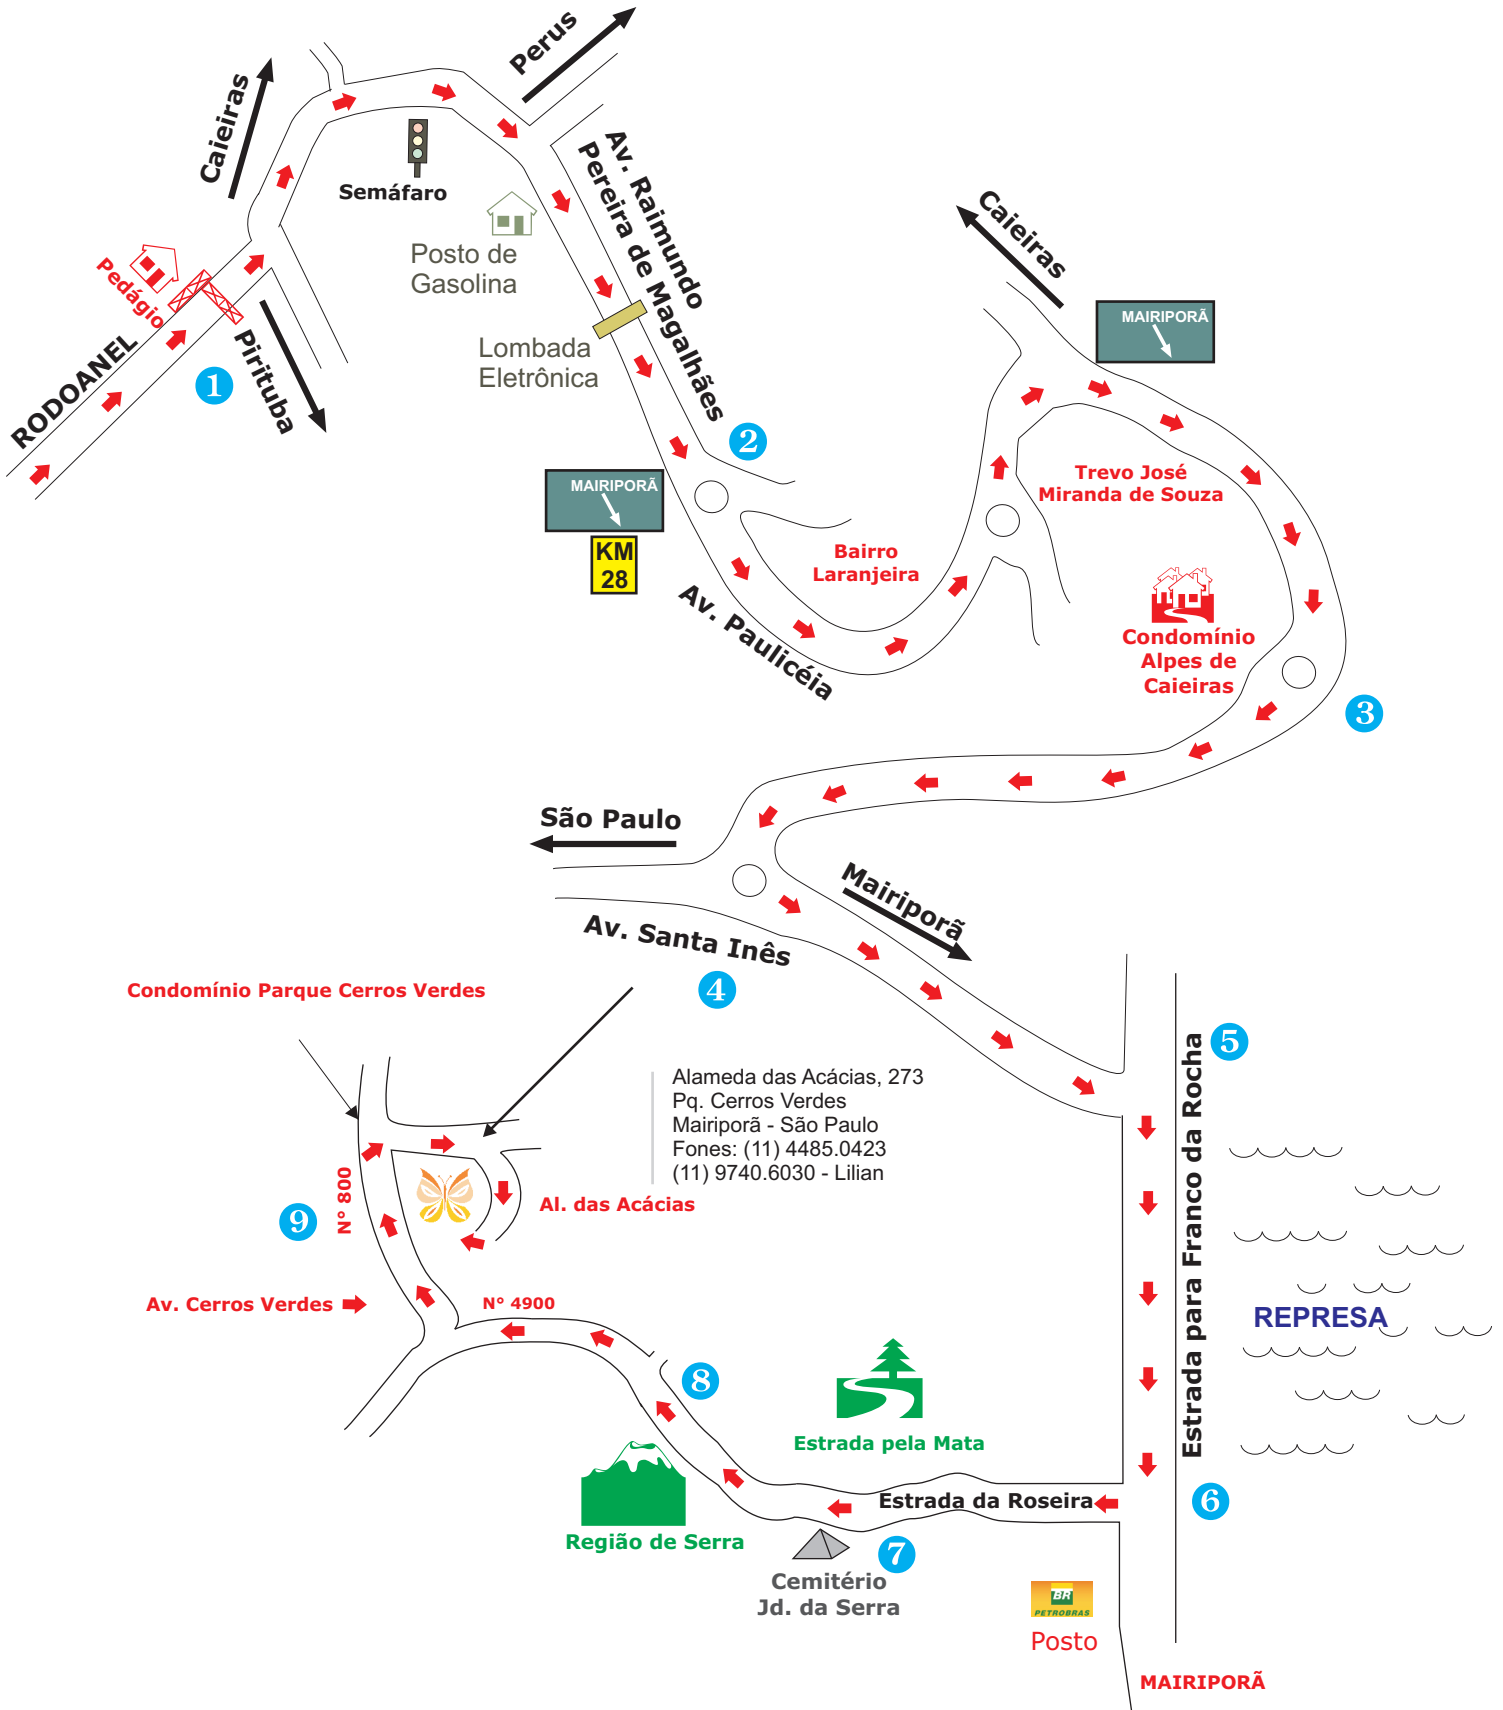 Perus
Caieiras
Semáfaro
Av. Raimundo
Pereira de Magalhães
Posto de
Gasolina
Pedágio
RODOANEL
Pirituba
1
Lombada
Eletrônica
2
MAIRIPORÃ
KM
28
Caieiras
MAIRIPORÃ
Trevo José
Miranda de Souza
Bairro
Laranjeira
Av. Paulicéia
Condomínio
Alpes de
Caieiras
3
São Paulo
Mairiporã
Av. Santa Inês
4
Condomínio Parque Cerros Verdes
5
Estrada para Franco da Rocha
Alameda das Acácias, 273
Pq. Cerros Verdes
Mairiporã - São Paulo
Fones: (11) 4485.0423
(11) 9740.6030 - Lilian
N° 800
9
Al. das Acácias
Av. Cerros Verdes
N° 4900
REPRESA
8
Estrada pela Mata
Região de Serra
Estrada da Roseira
6
7
Cemitério
Jd. da Serra
BR
PETROBRAS
Posto
MAIRIPORÃ